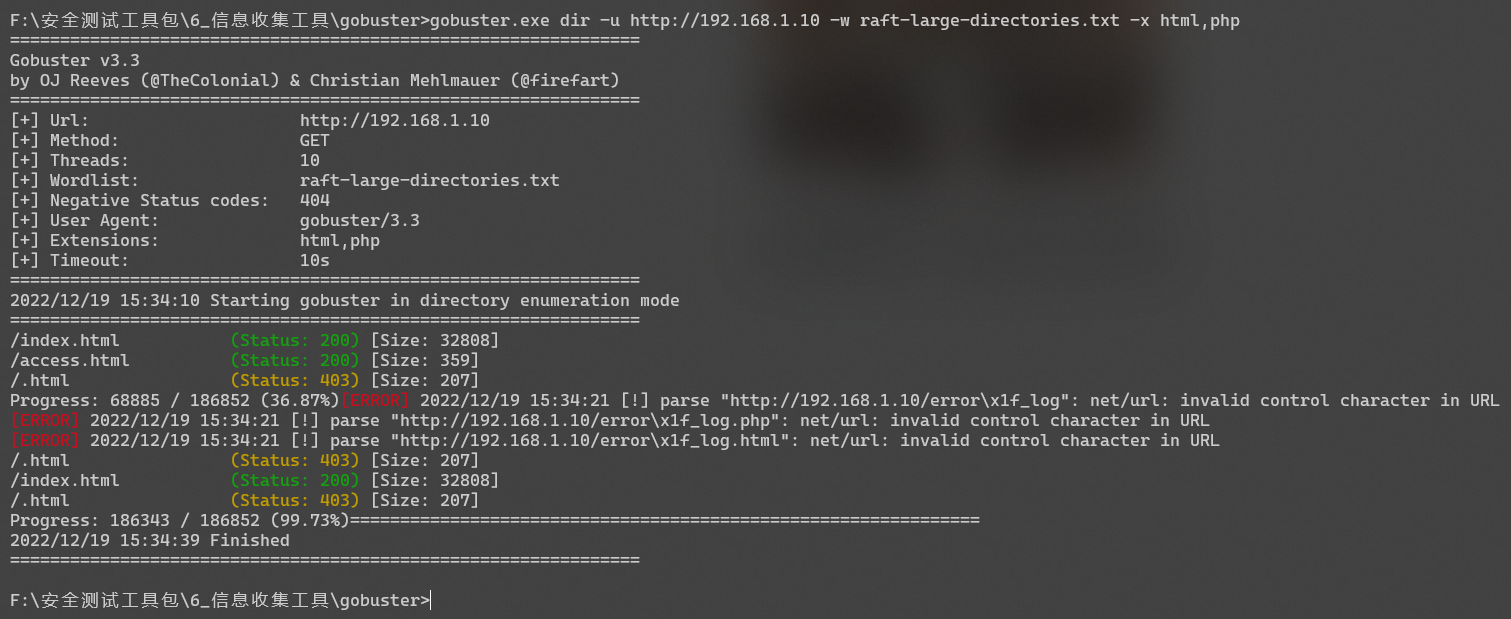 F:\安全测试工具包\6_信息收集工具\gobuster>gobuster.exe dir -u http://192.168.1.10 -w raft-large-directories.txt -x html,php
===============================================================
Gobuster v3.3
by OJ Reeves (@TheColonial) & Christian Mehlmauer (@firefart)
===============================================================
[+] Url:                     http://192.168.1.10
[+] Method:                  GET
[+] Threads:                 10
[+] Wordlist:                raft-large-directories.txt
[+] Negative Status codes:   404
[+] User Agent:              gobuster/3.3
[+] Extensions:              html,php
[+] Timeout:                 10s
===============================================================
2022/12/19 15:34:10 Starting gobuster in directory enumeration mode
===============================================================
/index.html           (Status: 200) [Size: 32808]
/access.html          (Status: 200) [Size: 359]
/.html                (Status: 403) [Size: 207]
Progress: 68885 / 186852 (36.87%)[ERROR] 2022/12/19 15:34:21 [!] parse "http://192.168.1.10/error\x1f_log": net/url: invalid control character in URL
[ERROR] 2022/12/19 15:34:21 [!] parse "http://192.168.1.10/error\x1f_log.php": net/url: invalid control character in URL
[ERROR] 2022/12/19 15:34:21 [!] parse "http://192.168.1.10/error\x1f_log.html": net/url: invalid control character in URL
/.html                (Status: 403) [Size: 207]
/index.html           (Status: 200) [Size: 32808]
/.html                (Status: 403) [Size: 207]
Progress: 186343 / 186852 (99.73%)===============================================================
2022/12/19 15:34:39 Finished
===============================================================
F:\安全测试工具包\6_信息收集工具\gobuster>